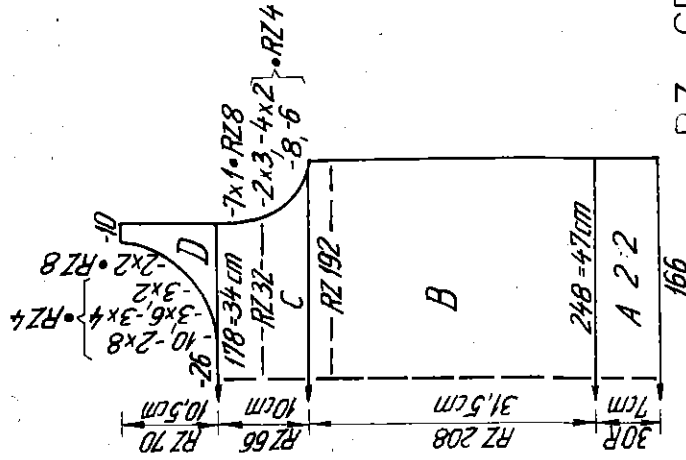 -10
-2x2•RZ8
-3x2
-3x6,-3x4
-10,-2x8
}•RZ4
-26
D
178=34cm
-7x1•RZ8
-2x3,-4x2
-8,-6
}•RZ4
RZ32
C
RZ192
B
248=47cm
A 2-2
166
RZ70
10,5cm
RZ66
10cm
RZ208
31,5cm
30R
7cm